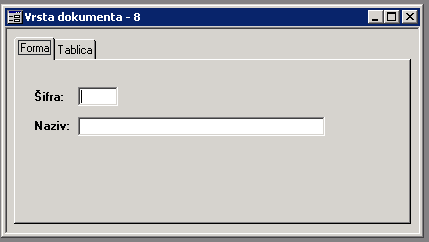 Vrsta dokumenta - 8
Forma Tablica
Šifra:
Naziv: